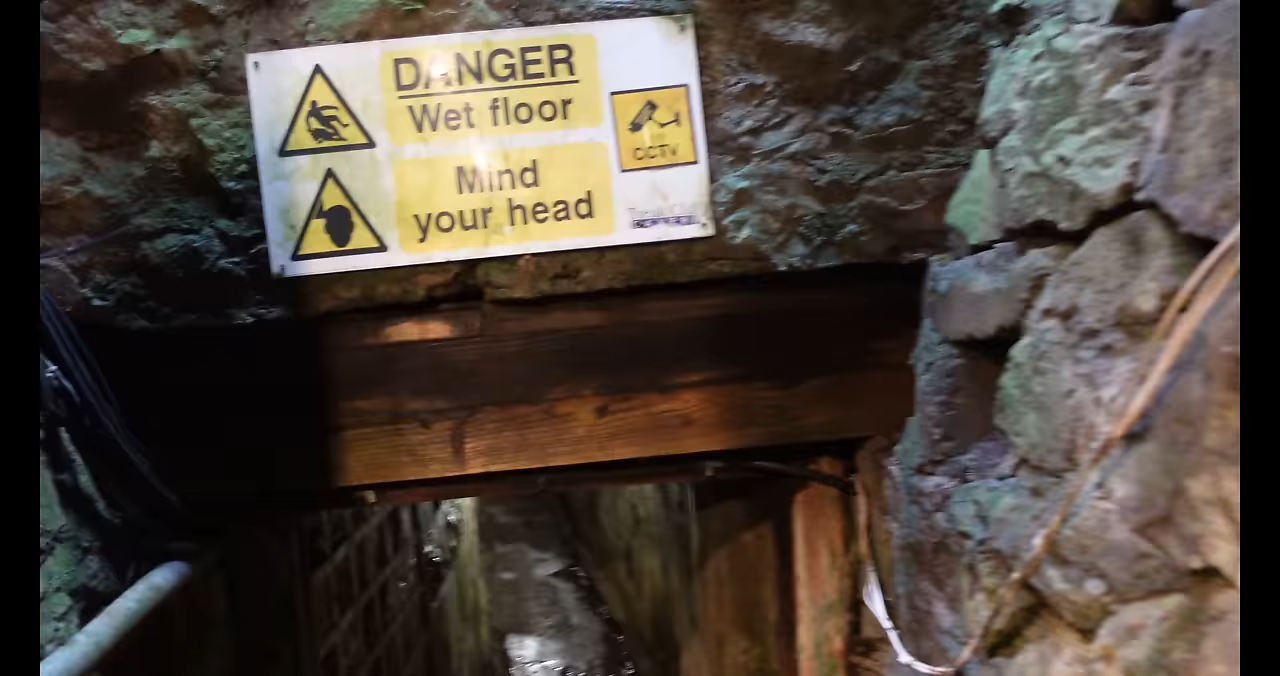 DANGER
Wet floor
Mind
your head
CCTV